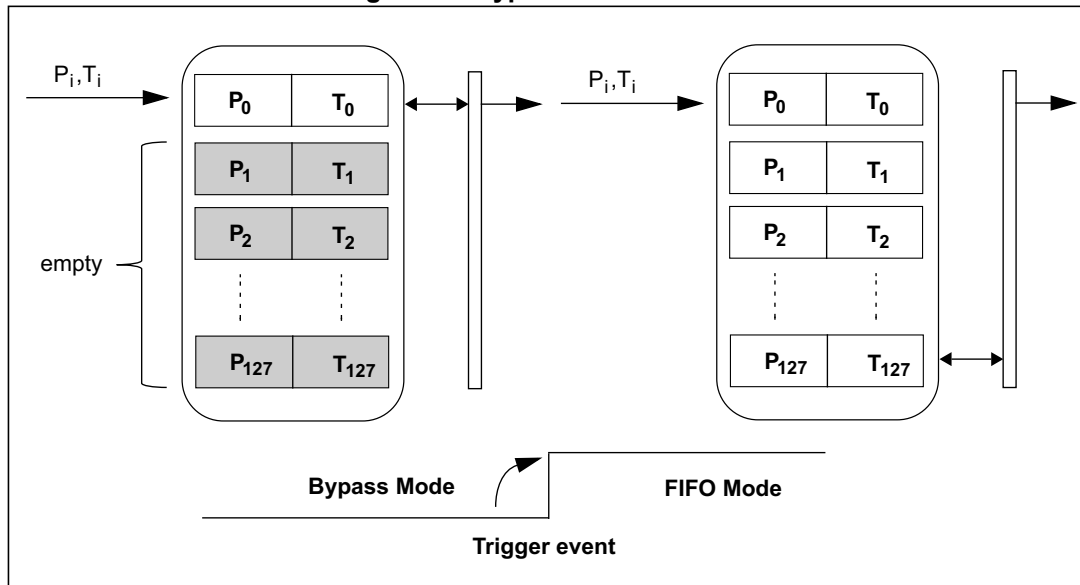 P_i,T_i
P_0 T_0
P_1 T_1
P_2 T_2
empty
P_127 T_127
P_i,T_i
P_0 T_0
P_1 T_1
P_2 T_2
P_127 T_127
Bypass Mode
FIFO Mode
Trigger event